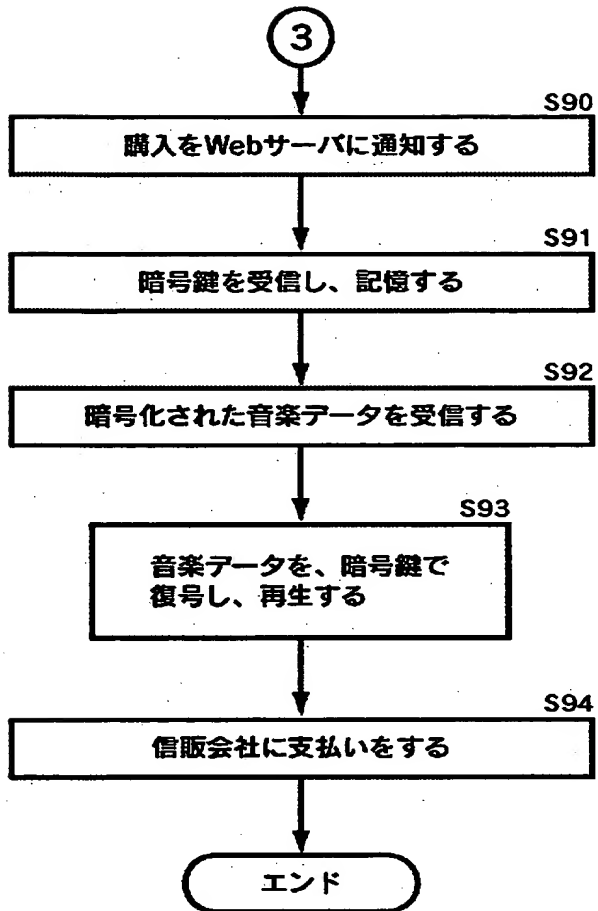 3
S90
購入をWebサーバに通知する
S91
暗号鍵を受信し、記憶する
S92
暗号化された音楽データを受信する
S93
音楽データを、暗号鍵で
復号し、再生する
S94
信販会社に支払いをする
エンド